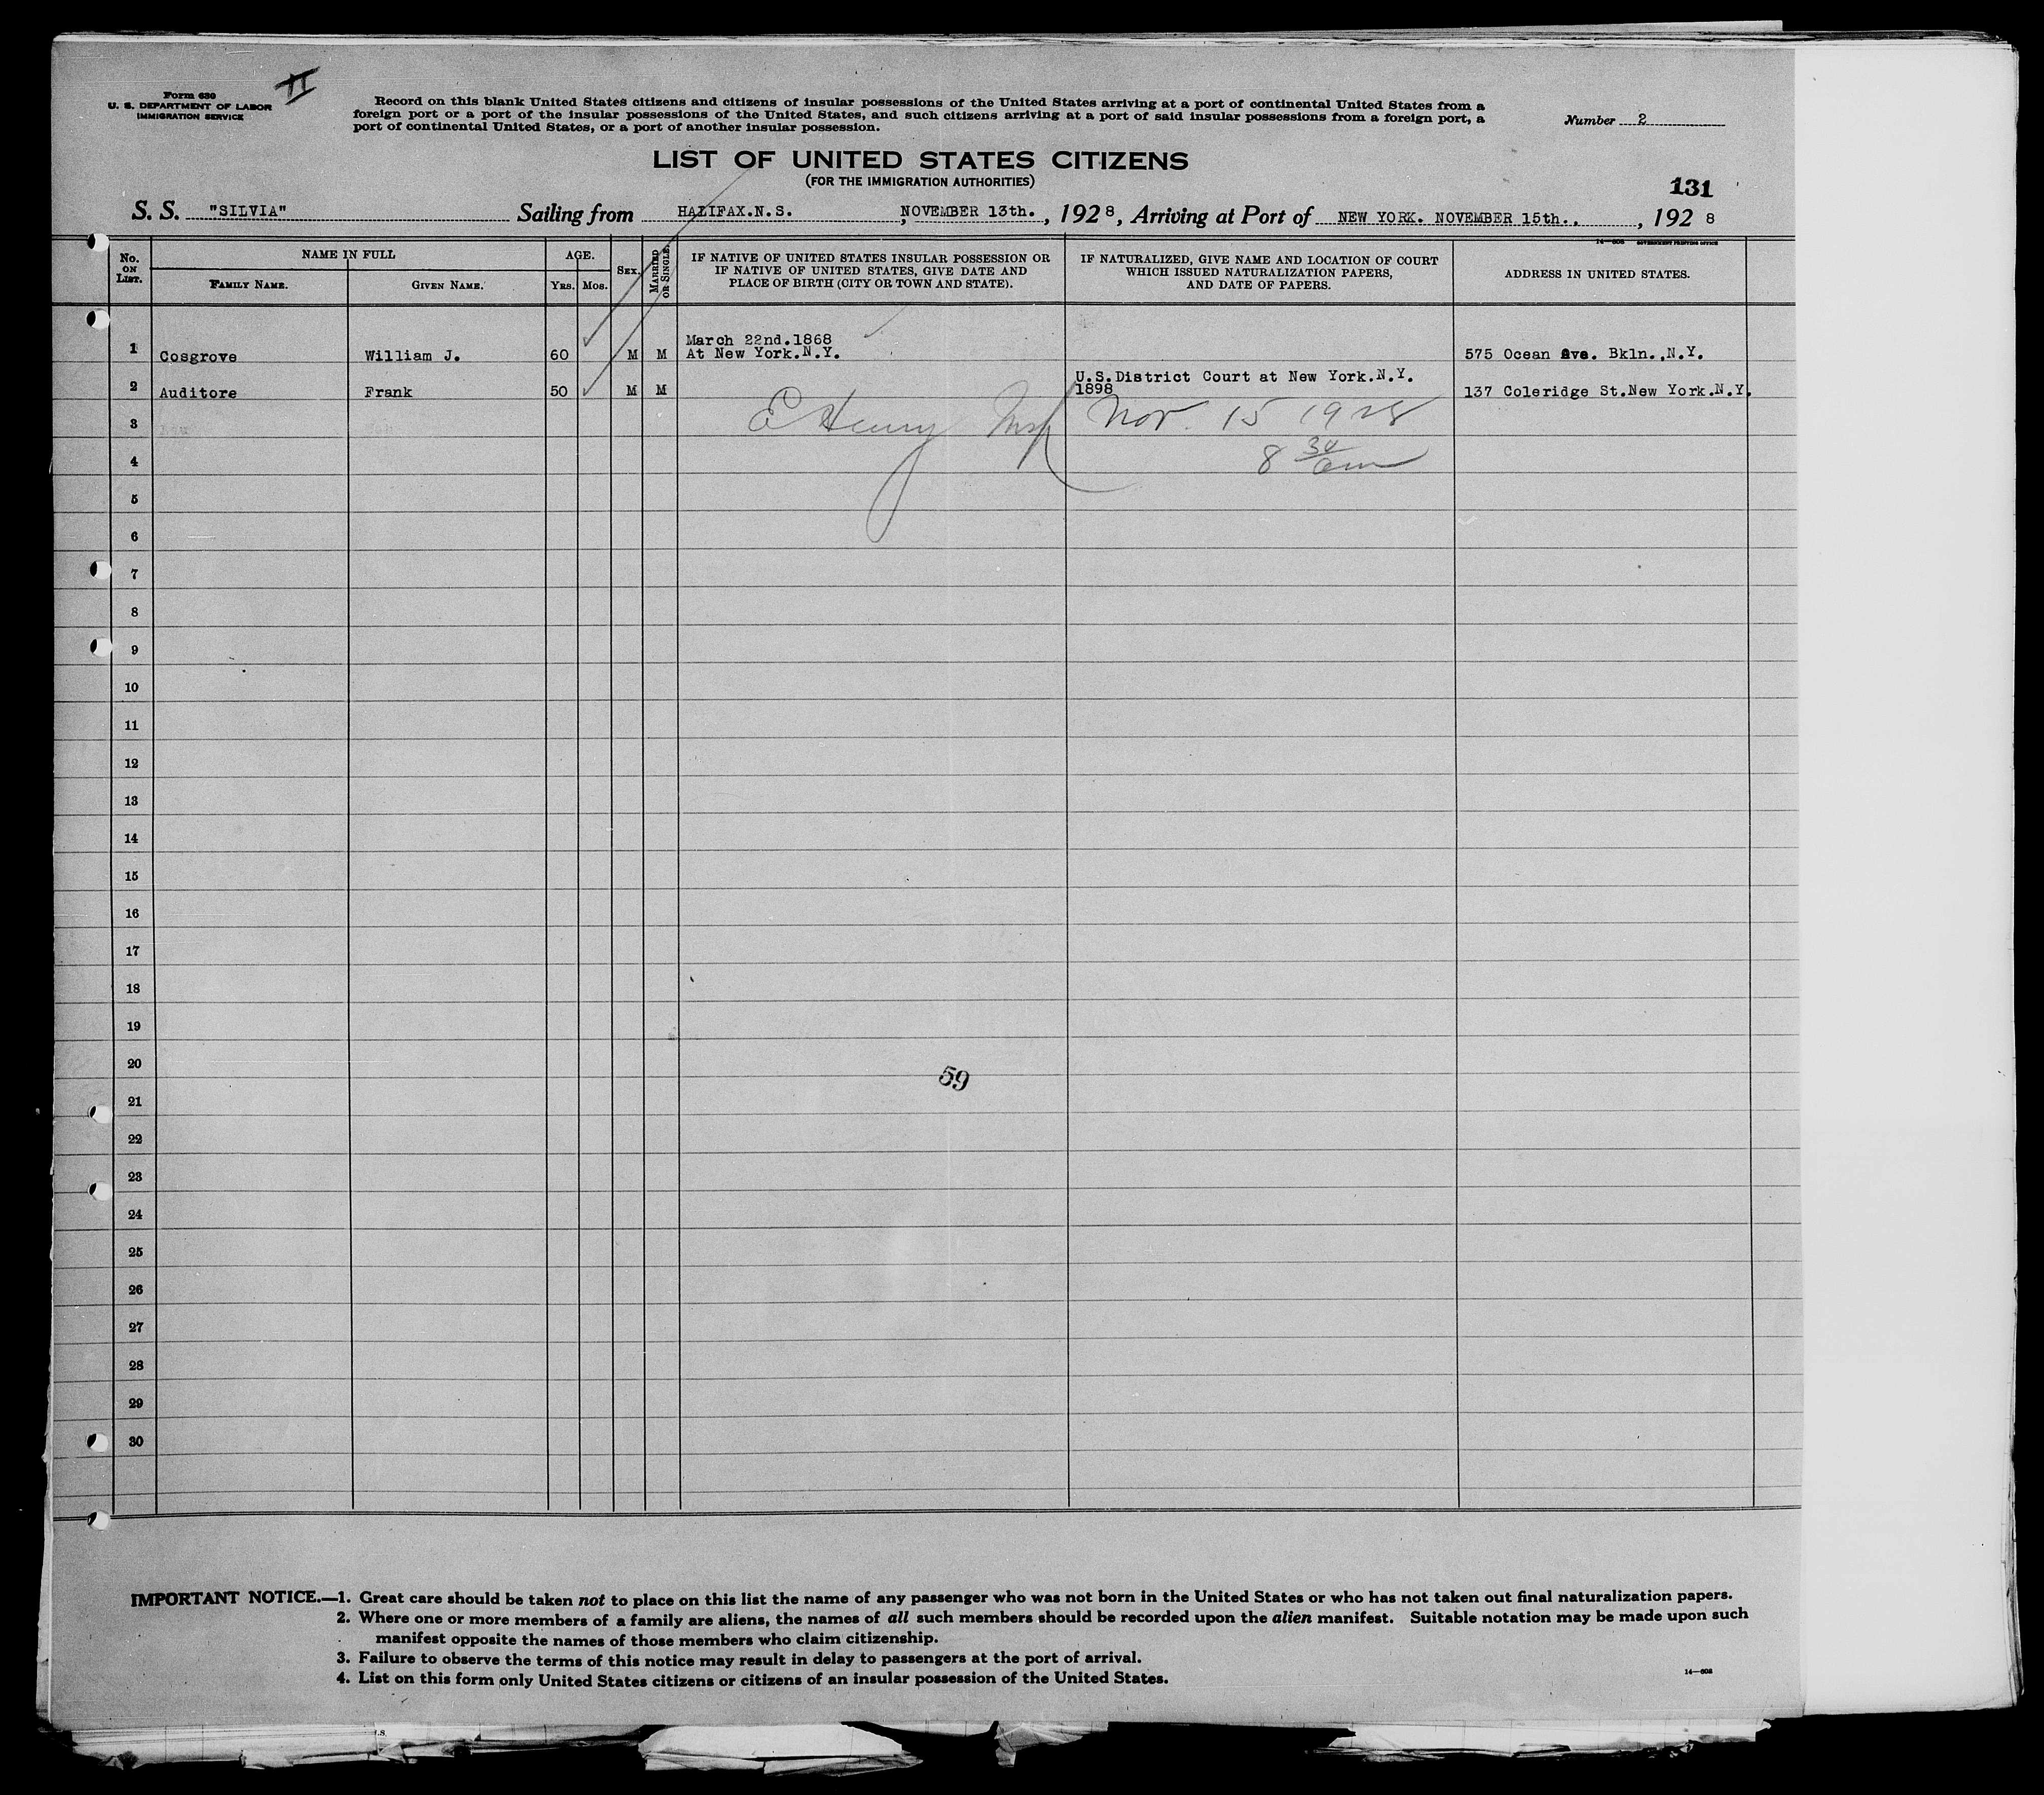 Form 630
U. S. DEPARTMENT OF LABOR
IMMIGRATION SERVICE
II
Record on this blank United States citizens and citizens of insular possessions of the United States arriving at a port of continental United States from a
foreign port or a port of the insular possessions of the United States, and such citizens arriving at a port of said insular possessions from a foreign port, a
port of continental United States, or a port of another insular possession.
Number 2
LIST OF UNITED STATES CITIZENS
(FOR THE IMMIGRATION AUTHORITIES)
131
S. S. "SILVIA" Sailing from HALIFAX.N.S. , NOVEMBER 13th. , 1928, Arriving at Port of NEW YORK. NOVEMBER 15th.. , 1928
14—608 GOVERNMENT PRINTING OFFICE
No. ON LIST.
NAME IN FULL
FAMILY NAME.
GIVEN NAME.
AGE.
YRS. MOS.
SEX.
MARRIED OR SINGLE.
IF NATIVE OF UNITED STATES INSULAR POSSESSION OR
IF NATIVE OF UNITED STATES, GIVE DATE AND
PLACE OF BIRTH (CITY OR TOWN AND STATE).
IF NATURALIZED, GIVE NAME AND LOCATION OF COURT
WHICH ISSUED NATURALIZATION PAPERS,
AND DATE OF PAPERS.
ADDRESS IN UNITED STATES.
March 22nd.1868
1 Cosgrove William J. 60 M M At New York.N.Y. 575 Ocean Ave. Bkln.,N.Y.
U.S.District Court at New York.N.Y.
2 Auditore Frank 50 M M 1898 137 Coleridge St.New York.N.Y.
3 E Henry Insp Nov. 15 1928
4 8 30 am
5
6
7
8
9
10
11
12
13
14
15
16
17
18
19
20
59
21
22
23
24
25
26
27
28
29
30
IMPORTANT NOTICE.—1. Great care should be taken not to place on this list the name of any passenger who was not born in the United States or who has not taken out final naturalization papers.
2. Where one or more members of a family are aliens, the names of all such members should be recorded upon the alien manifest. Suitable notation may be made upon such
manifest opposite the names of those members who claim citizenship.
3. Failure to observe the terms of this notice may result in delay to passengers at the port of arrival.
4. List on this form only United States citizens or citizens of an insular possession of the United States.
14—608